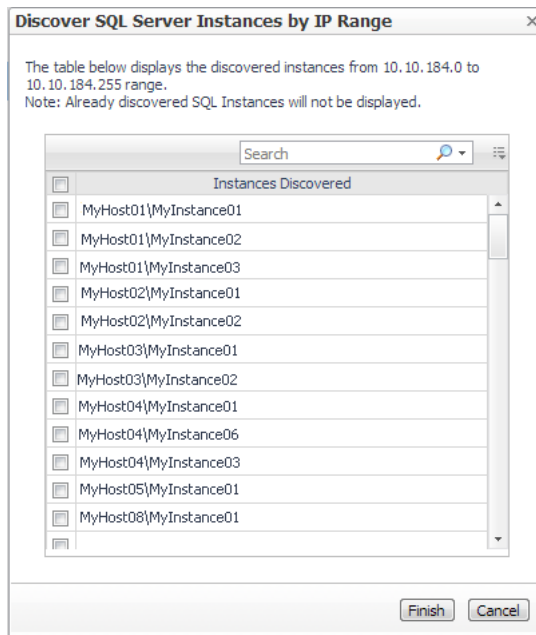 Discover SQL Server Instances by IP Range
The table below displays the discovered instances from 10.10.184.0 to
10.10.184.255 range.
Note: Already discovered SQL Instances will not be displayed.
Search
Instances Discovered
MyHost01\MyInstance01
MyHost01\MyInstance02
MyHost01\MyInstance03
MyHost02\MyInstance01
MyHost02\MyInstance02
MyHost03\MyInstance01
MyHost03\MyInstance02
MyHost04\MyInstance01
MyHost04\MyInstance06
MyHost04\MyInstance03
MyHost05\MyInstance01
MyHost08\MyInstance01
Finish Cancel